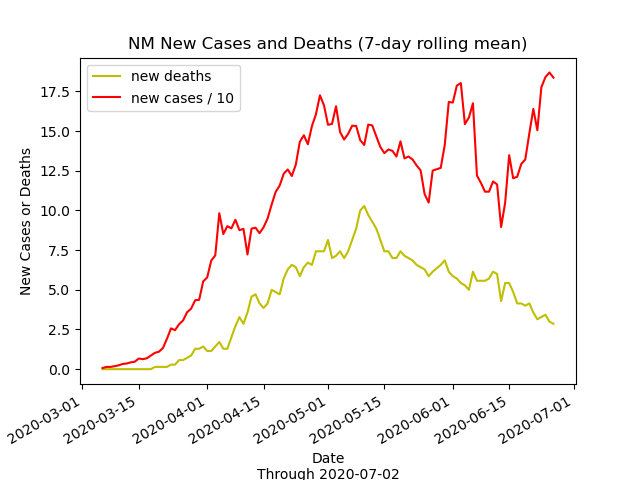 NM New Cases and Deaths (7-day rolling mean)
new deaths
new cases / 10
17.5
15.0
12.5
10.0
7.5
5.0
2.5
0.0
New Cases or Deaths
2020-03-01
2020-03-15
2020-04-01
2020-04-15
2020-05-01
2020-05-15
2020-06-01
2020-06-15
2020-07-01
Date
Through 2020-07-02